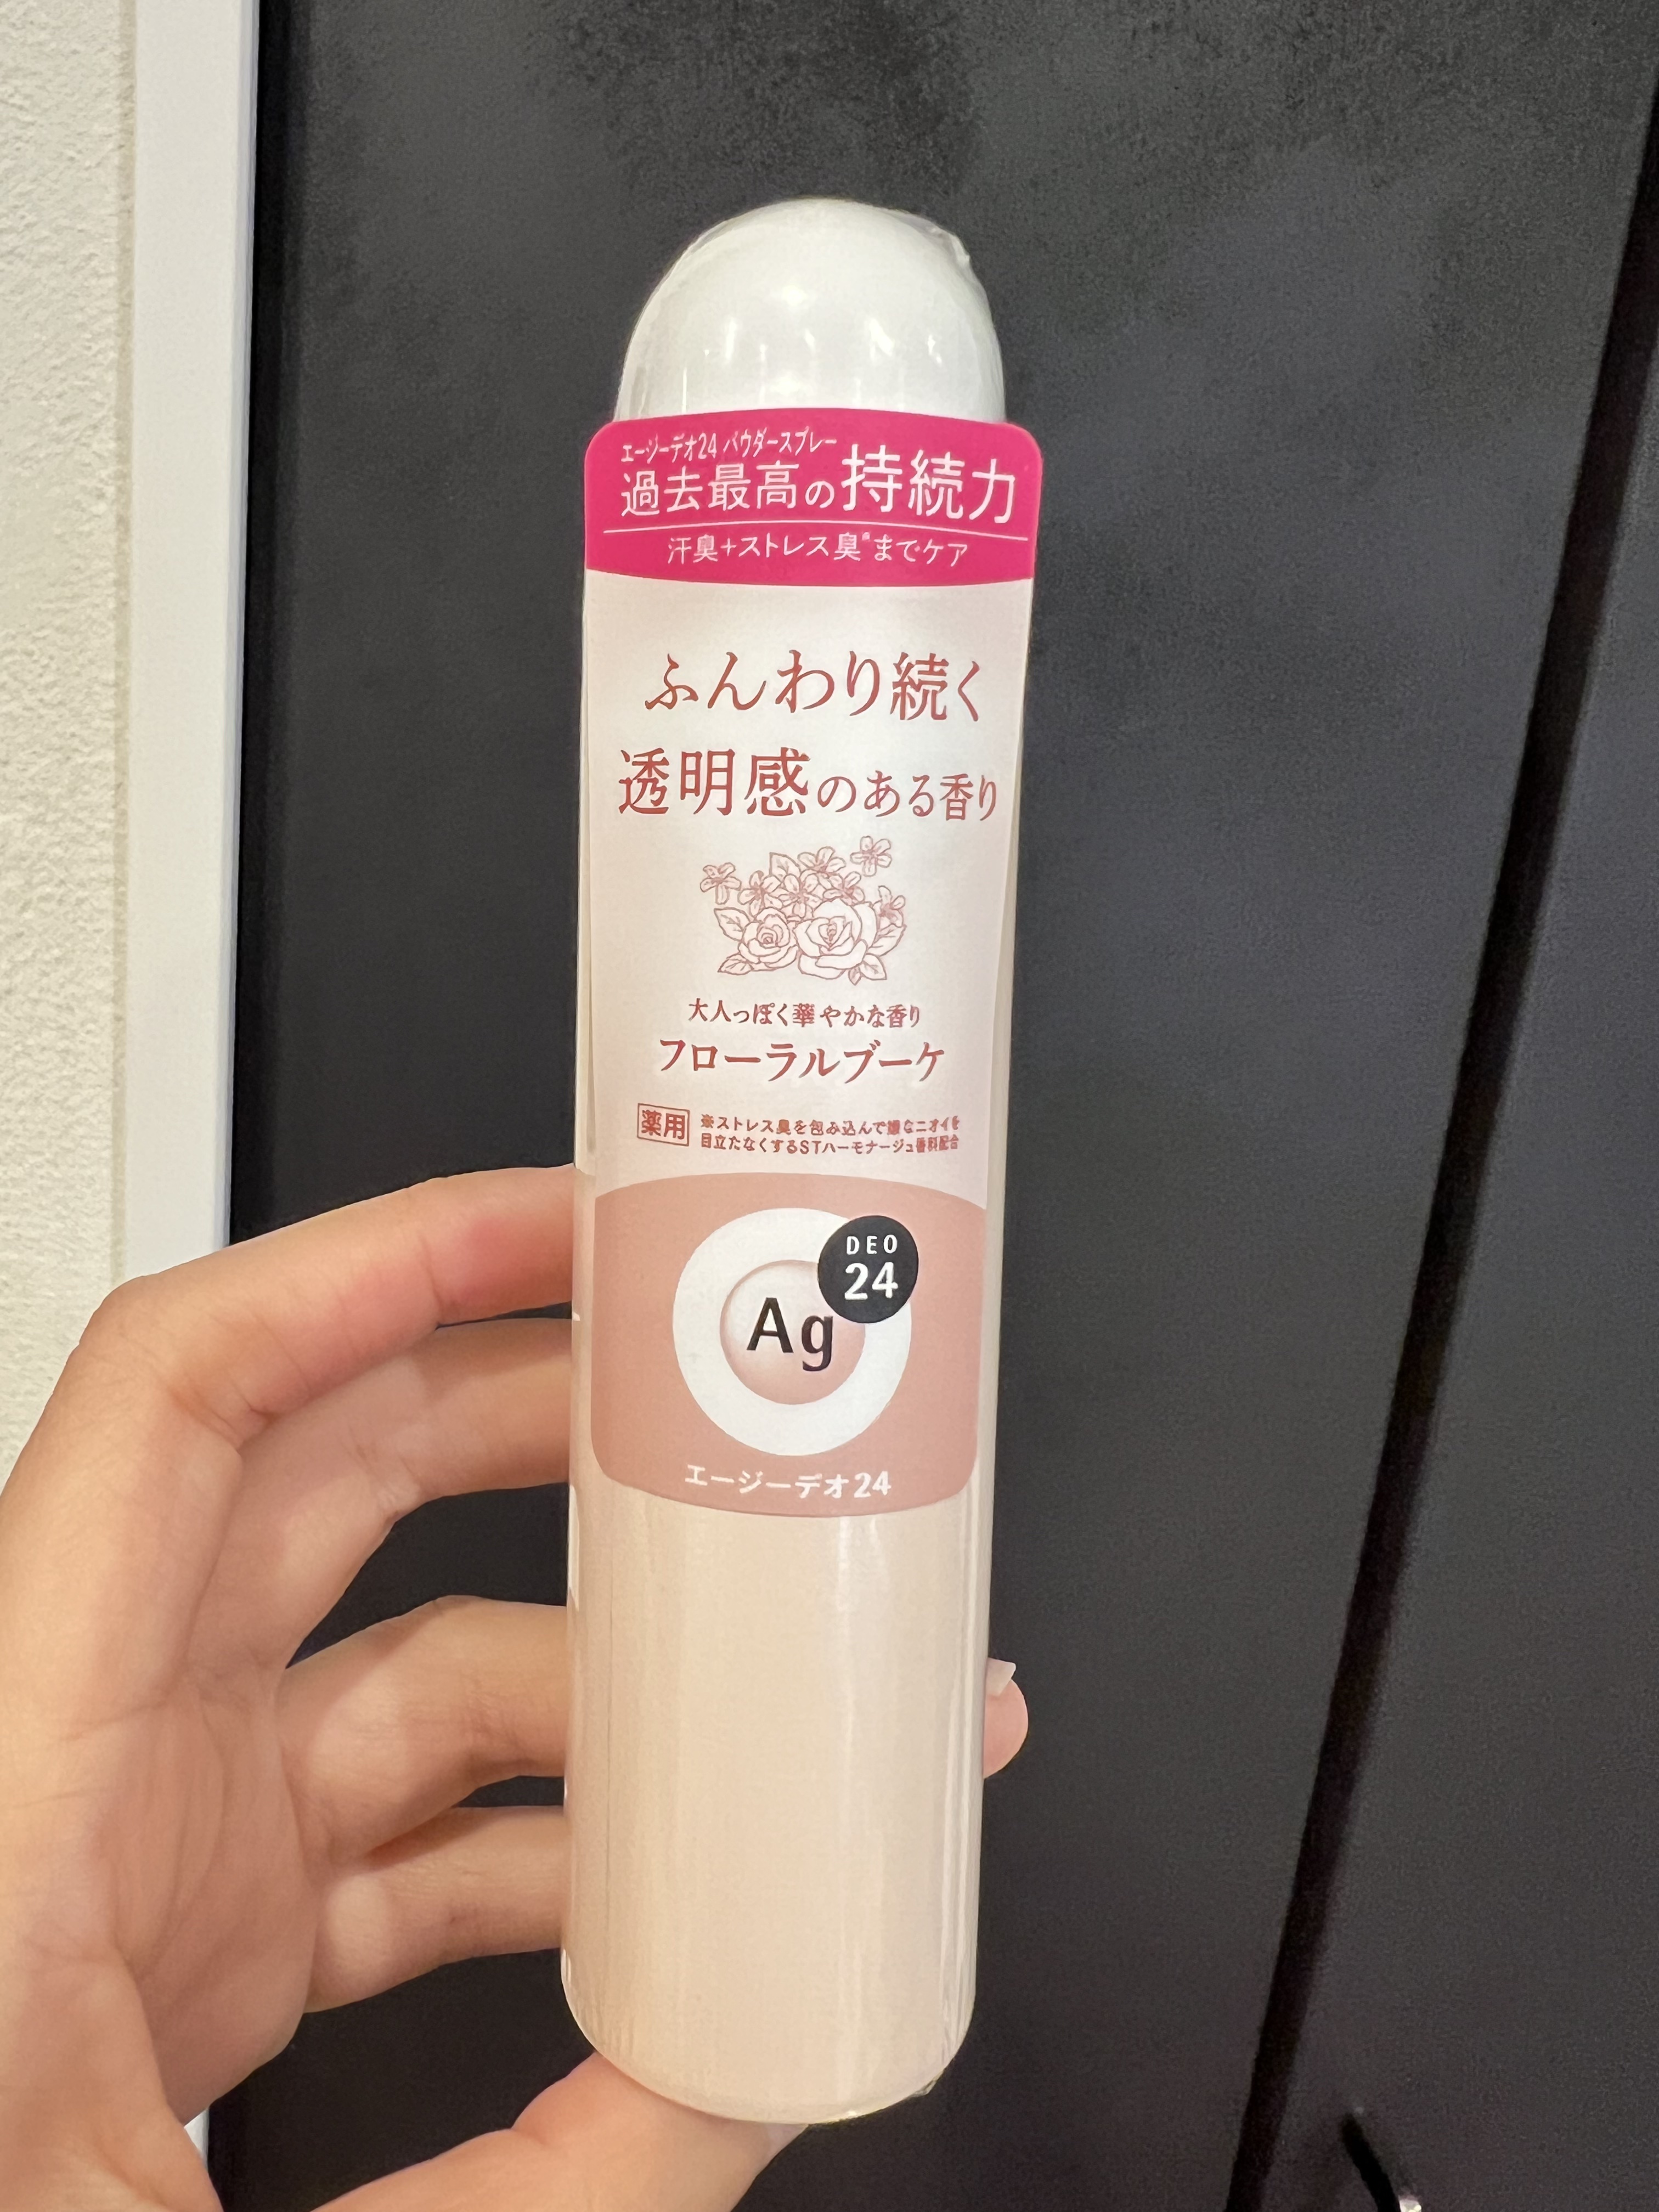 エージーデオ24 パウダースプレー
過去最高の持続力
汗臭+ストレス臭※までケア
ふんわり続く
透明感のある香り
大人っぽく華やかな香り
フローラルブーケ
薬用
※ストレス臭を包み込んで嫌なニオイを
目立たなくするSTハーモナージュ香料配合
DEO
24
Ag
エージーデオ24